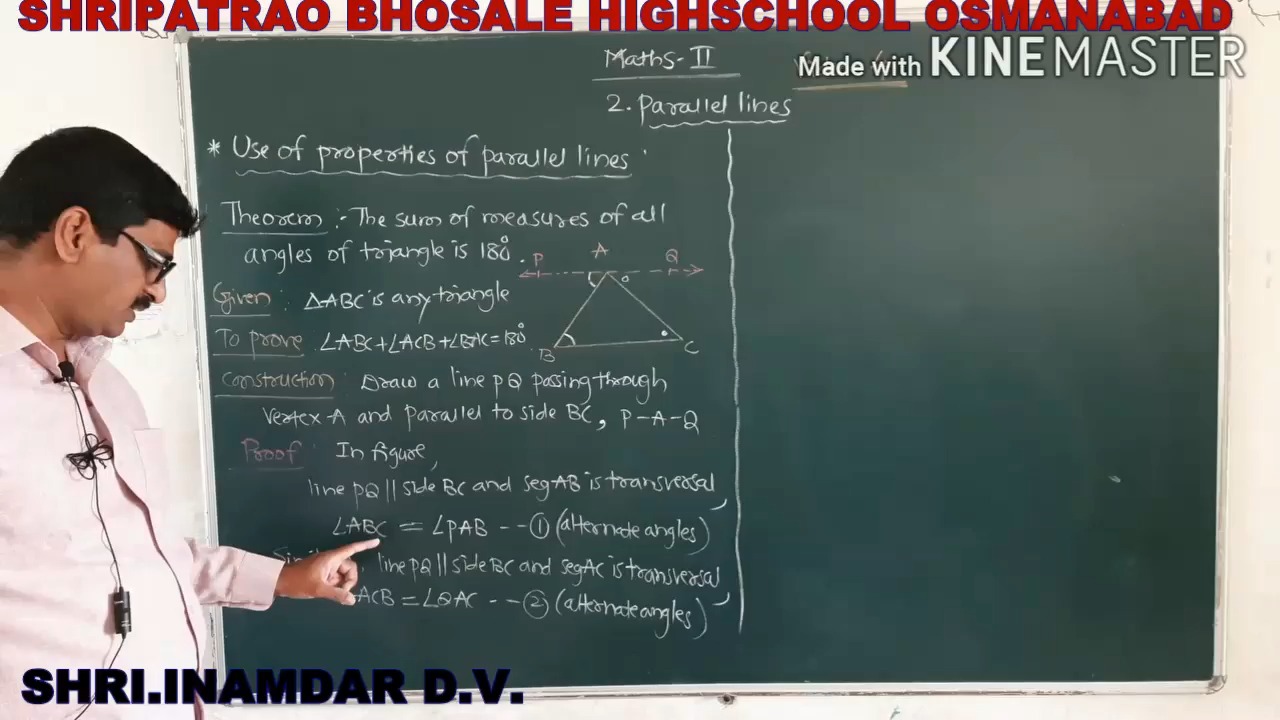 SHRIPATRAO BHOSALE HIGHSCHOOL OSMANABAD
Made with KINEMASTER
Maths-II
2. Parallel lines
* Use of properties of parallel lines
Theorem :- The sum of measures of all
angles of triangle is 180°.
P A Q
Given : △ABC is any triangle
To prove ∠ABC+∠ACB+∠BAC=180°
B C
Construction: Draw a line PQ passing through
vertex A and parallel to side BC, P-A-Q
Proof : In figure,
line PQ || side BC and seg AB is transversal
∠ABC = ∠PAB --① (alternate angles)
line PQ || side BC and seg AC is transversal
ACB = ∠QAC --② (alternate angles)
SHRI.INAMDAR D.V.